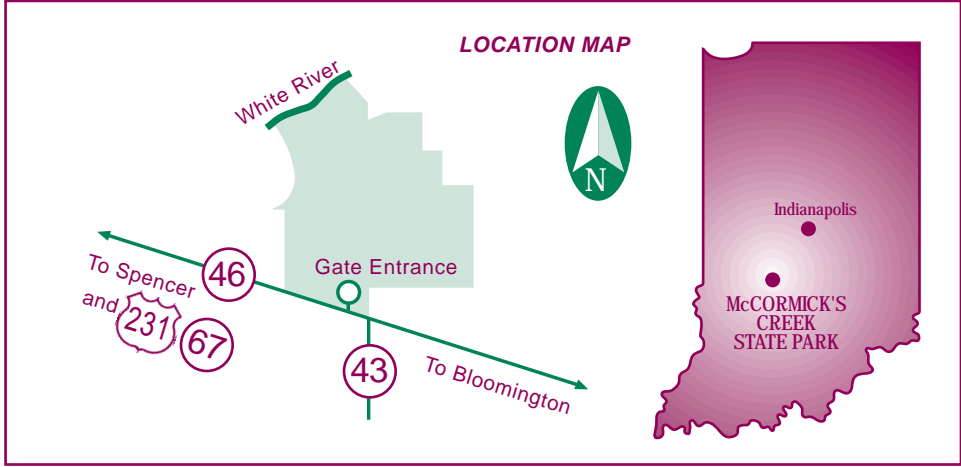 LOCATION MAP
White River
N
Indianapolis
To Spencer
46
Gate Entrance
and 231 67
McCORMICK'S
CREEK
STATE PARK
43
To Bloomington